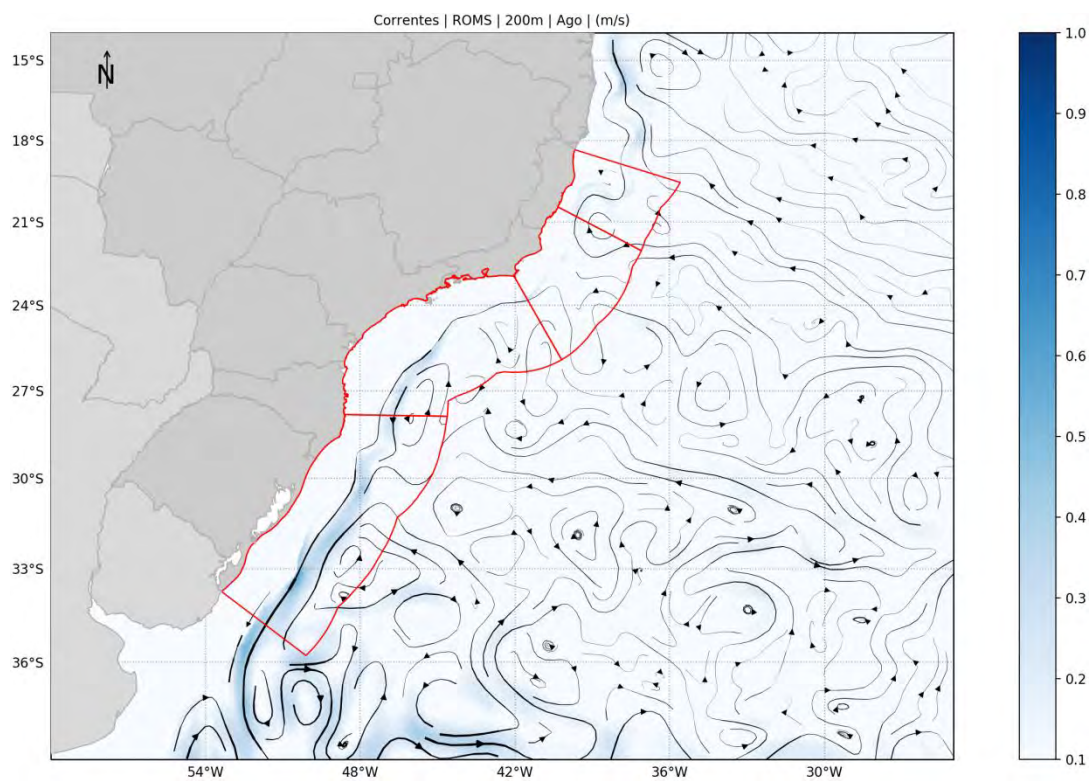 Correntes | ROMS | 200m | Ago | (m/s)
N
15°S
18°S
21°S
24°S
27°S
30°S
33°S
36°S
54°W
48°W
42°W
36°W
30°W
1.0
0.9
0.8
0.7
0.6
0.5
0.4
0.3
0.2
0.1